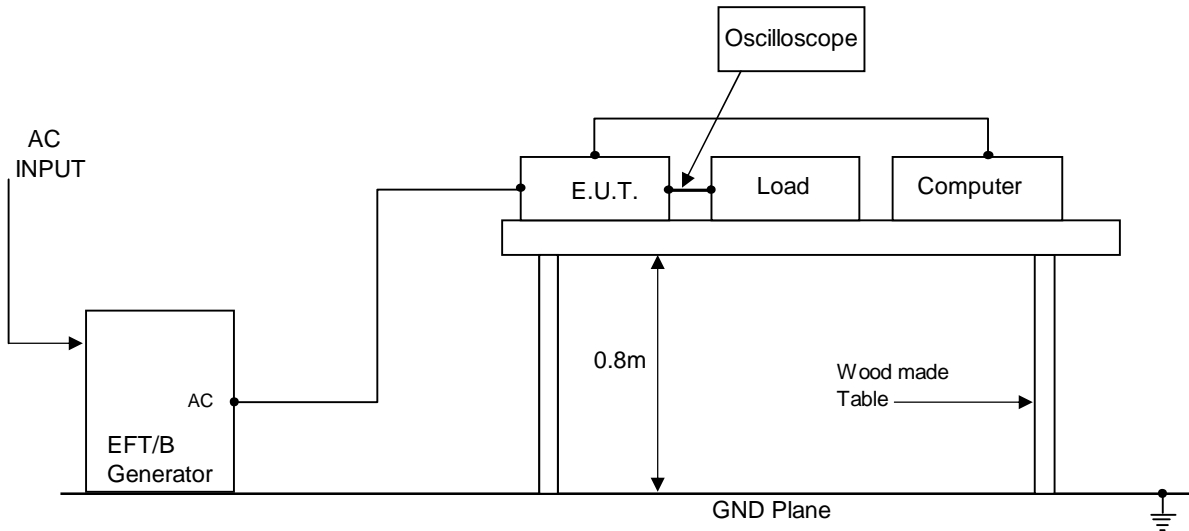 Oscilloscope
AC
INPUT
E.U.T.
Load
Computer
0.8m
Wood made
Table
AC
EFT/B
Generator
GND Plane